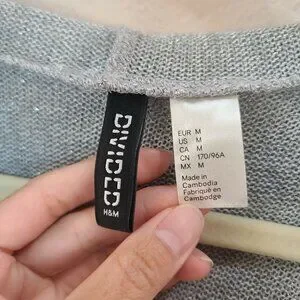 DIVIDED
H&M
EUR M
US M
CA M
CN 170/96A
MX M
Made in
Cambodia
Fabriqué en
Cambodge